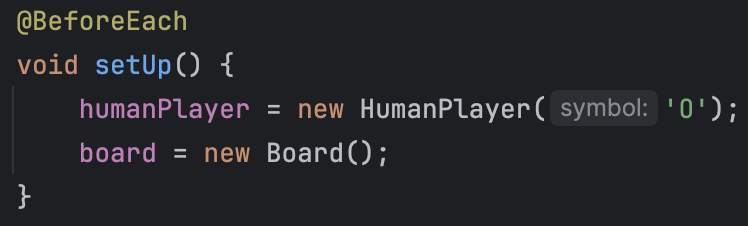 @BeforeEach
void setUp() {
    humanPlayer = new HumanPlayer( symbol: 'O');
    board = new Board();
}